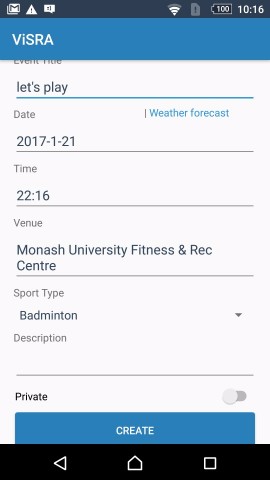 100 10:16
ViSRA
Event Title
let's play
Date | Weather forecast
2017-1-21
Time
22:16
Venue
Monash University Fitness & Rec
Centre
Sport Type
Badminton
Description
Private
CREATE